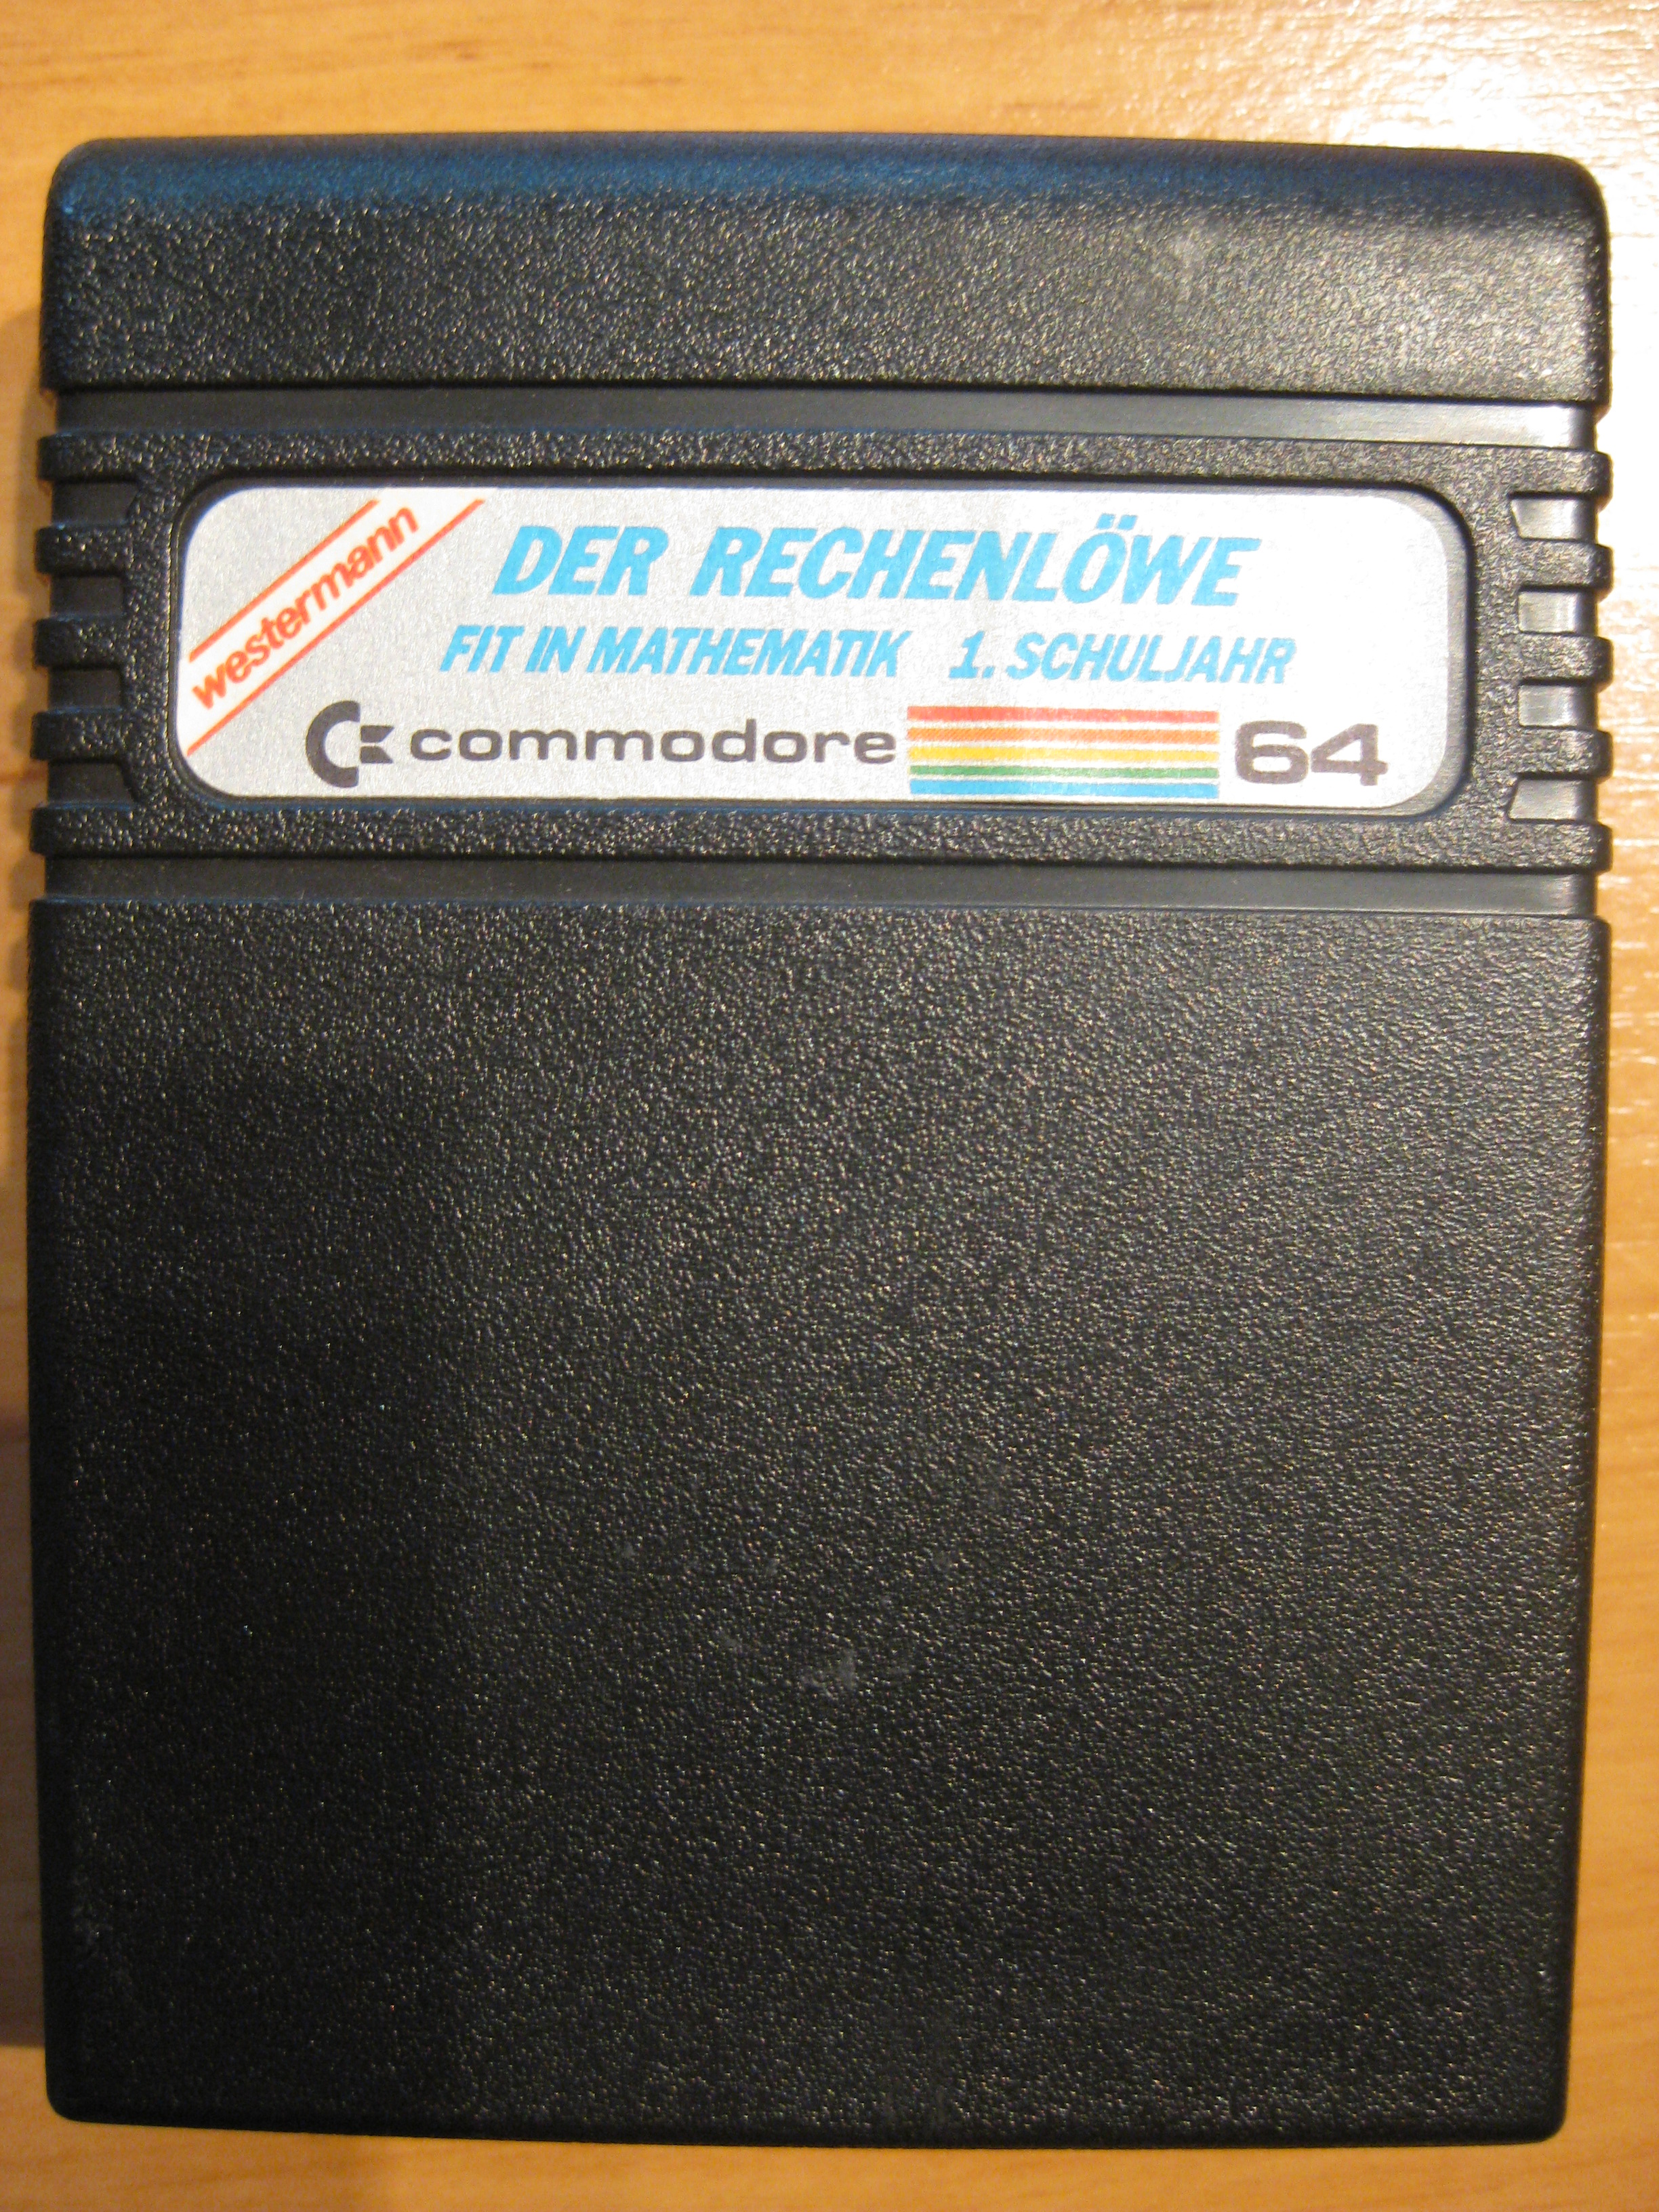 westermann
DER RECHENLÖWE
FIT IN MATHEMATIK 1. SCHULJAHR
commodore 64